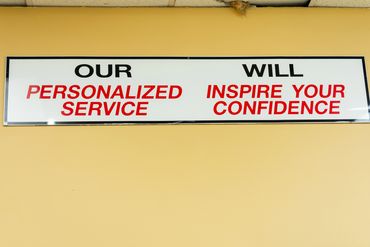 OUR WILL
PERSONALIZED INSPIRE YOUR
SERVICE CONFIDENCE